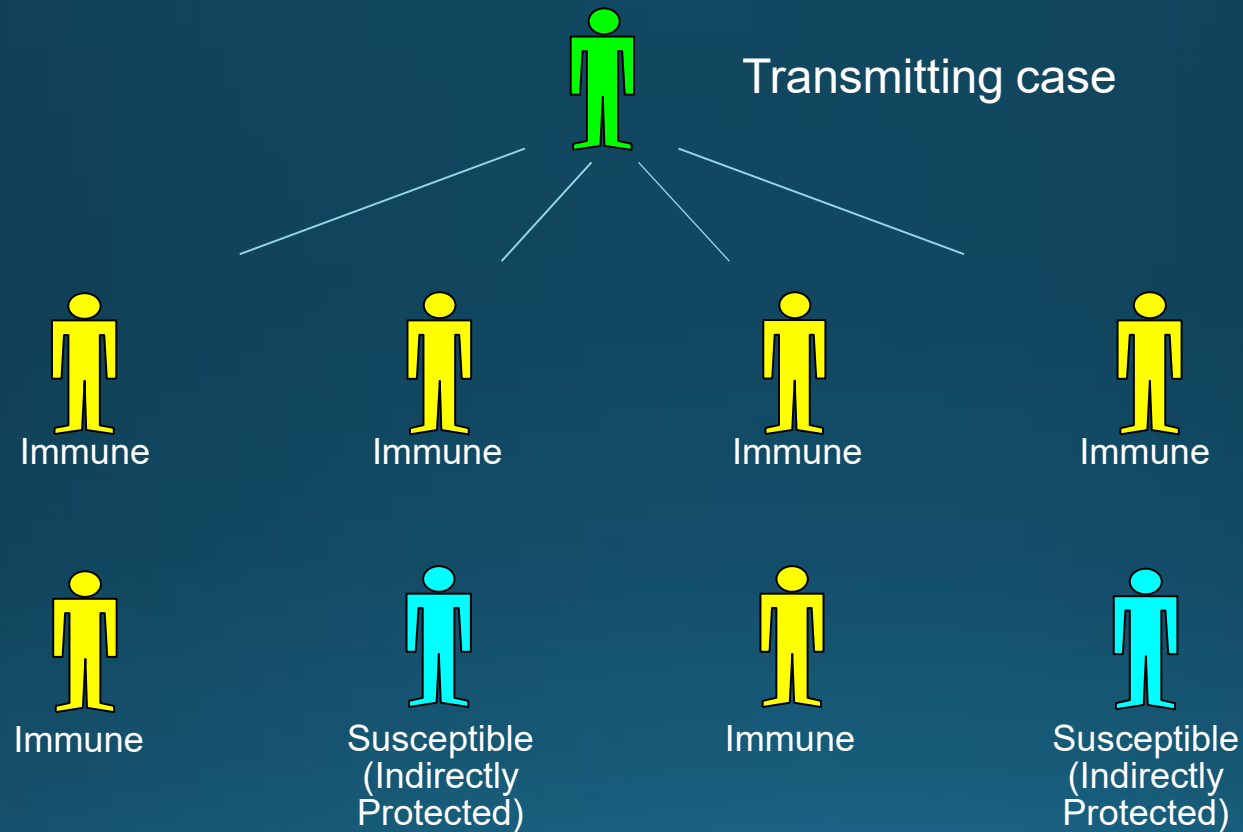 Transmitting case
Immune
Immune
Immune
Immune
Immune
Susceptible
(Indirectly
Protected)
Immune
Susceptible
(Indirectly
Protected)